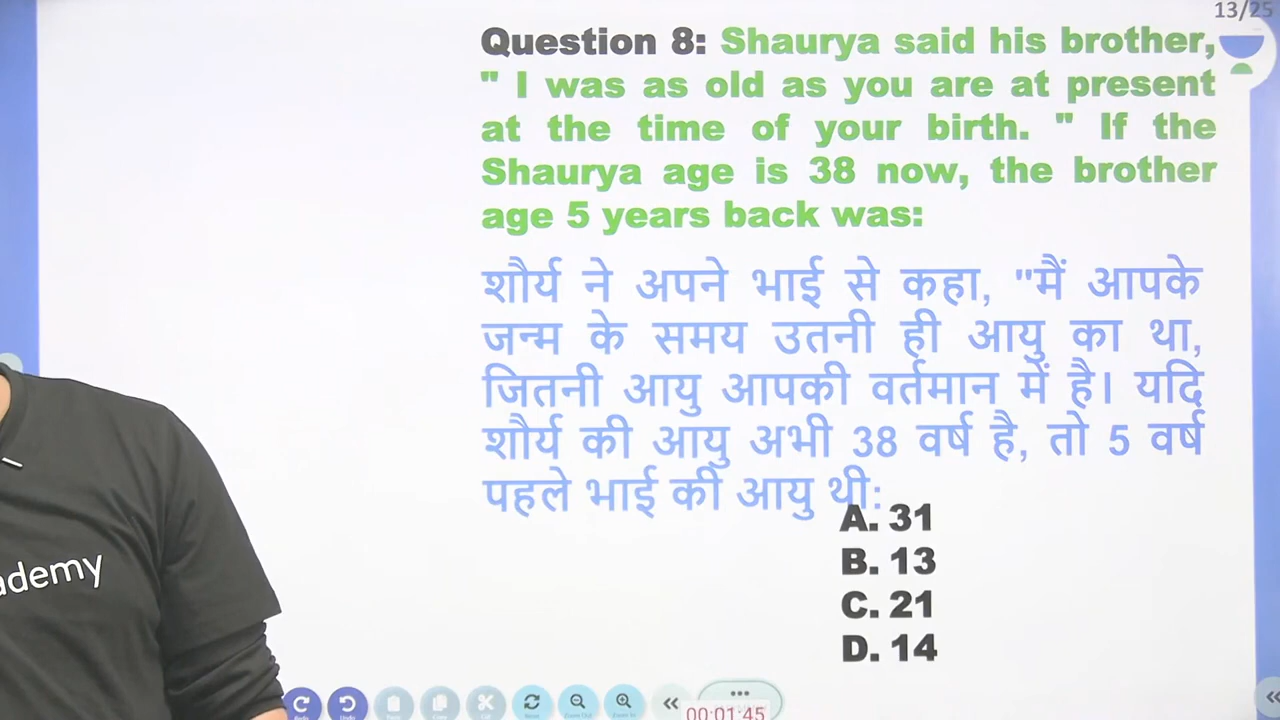 13/25
Question 8: Shaurya said his brother,
" I was as old as you are at present
at the time of your birth. " If the
Shaurya age is 38 now, the brother
age 5 years back was:
शौर्य ने अपने भाई से कहा, "मैं आपके
जन्म के समय उतनी ही आयु का था,
जितनी आयु आपकी वर्तमान में है। यदि
शौर्य की आयु अभी 38 वर्ष है, तो 5 वर्ष
पहले भाई की आयु थी:
A. 31
B. 13
C. 21
D. 14
ademy
00:01:45